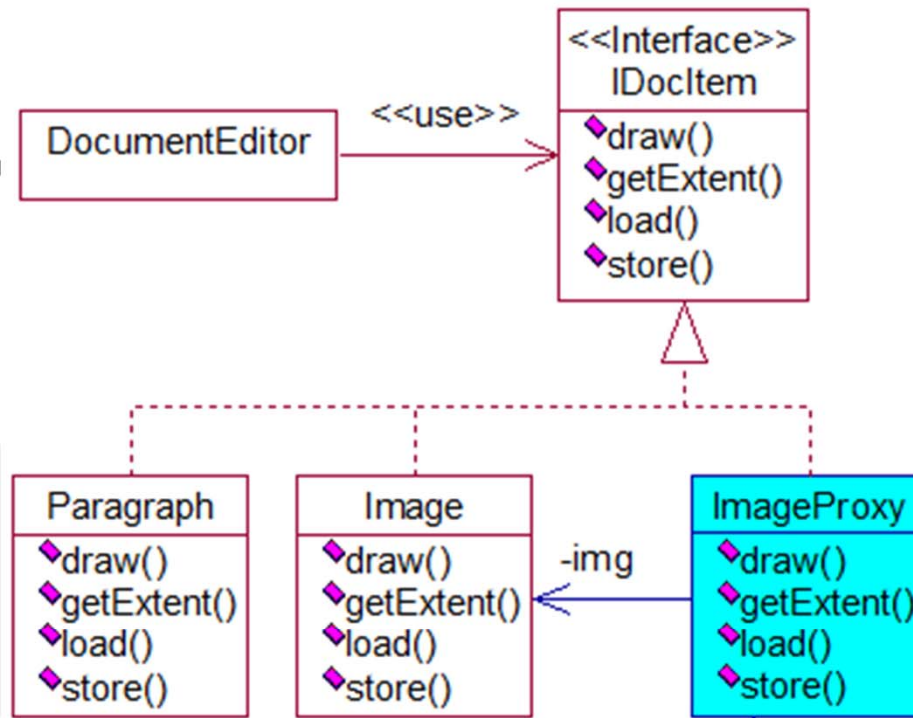 <<Interface>>
IDocItem
draw()
getExtent()
load()
store()
DocumentEditor
<<use>>
Paragraph
draw()
getExtent()
load()
store()
Image
draw()
getExtent()
load()
store()
-img
ImageProxy
draw()
getExtent()
load()
store()